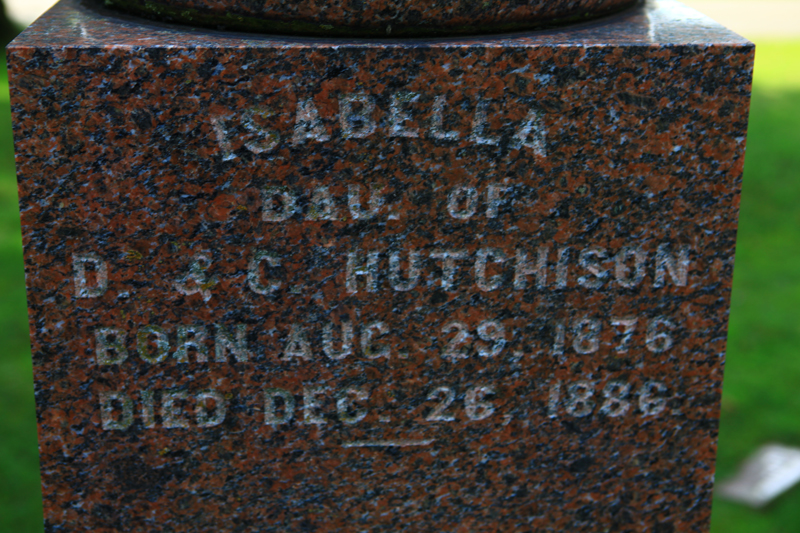 ISABELLA
DAU. OF
D. & C. HUTCHISON
BORN AUG. 29, 1876
DIED DEC. 26, 1886.